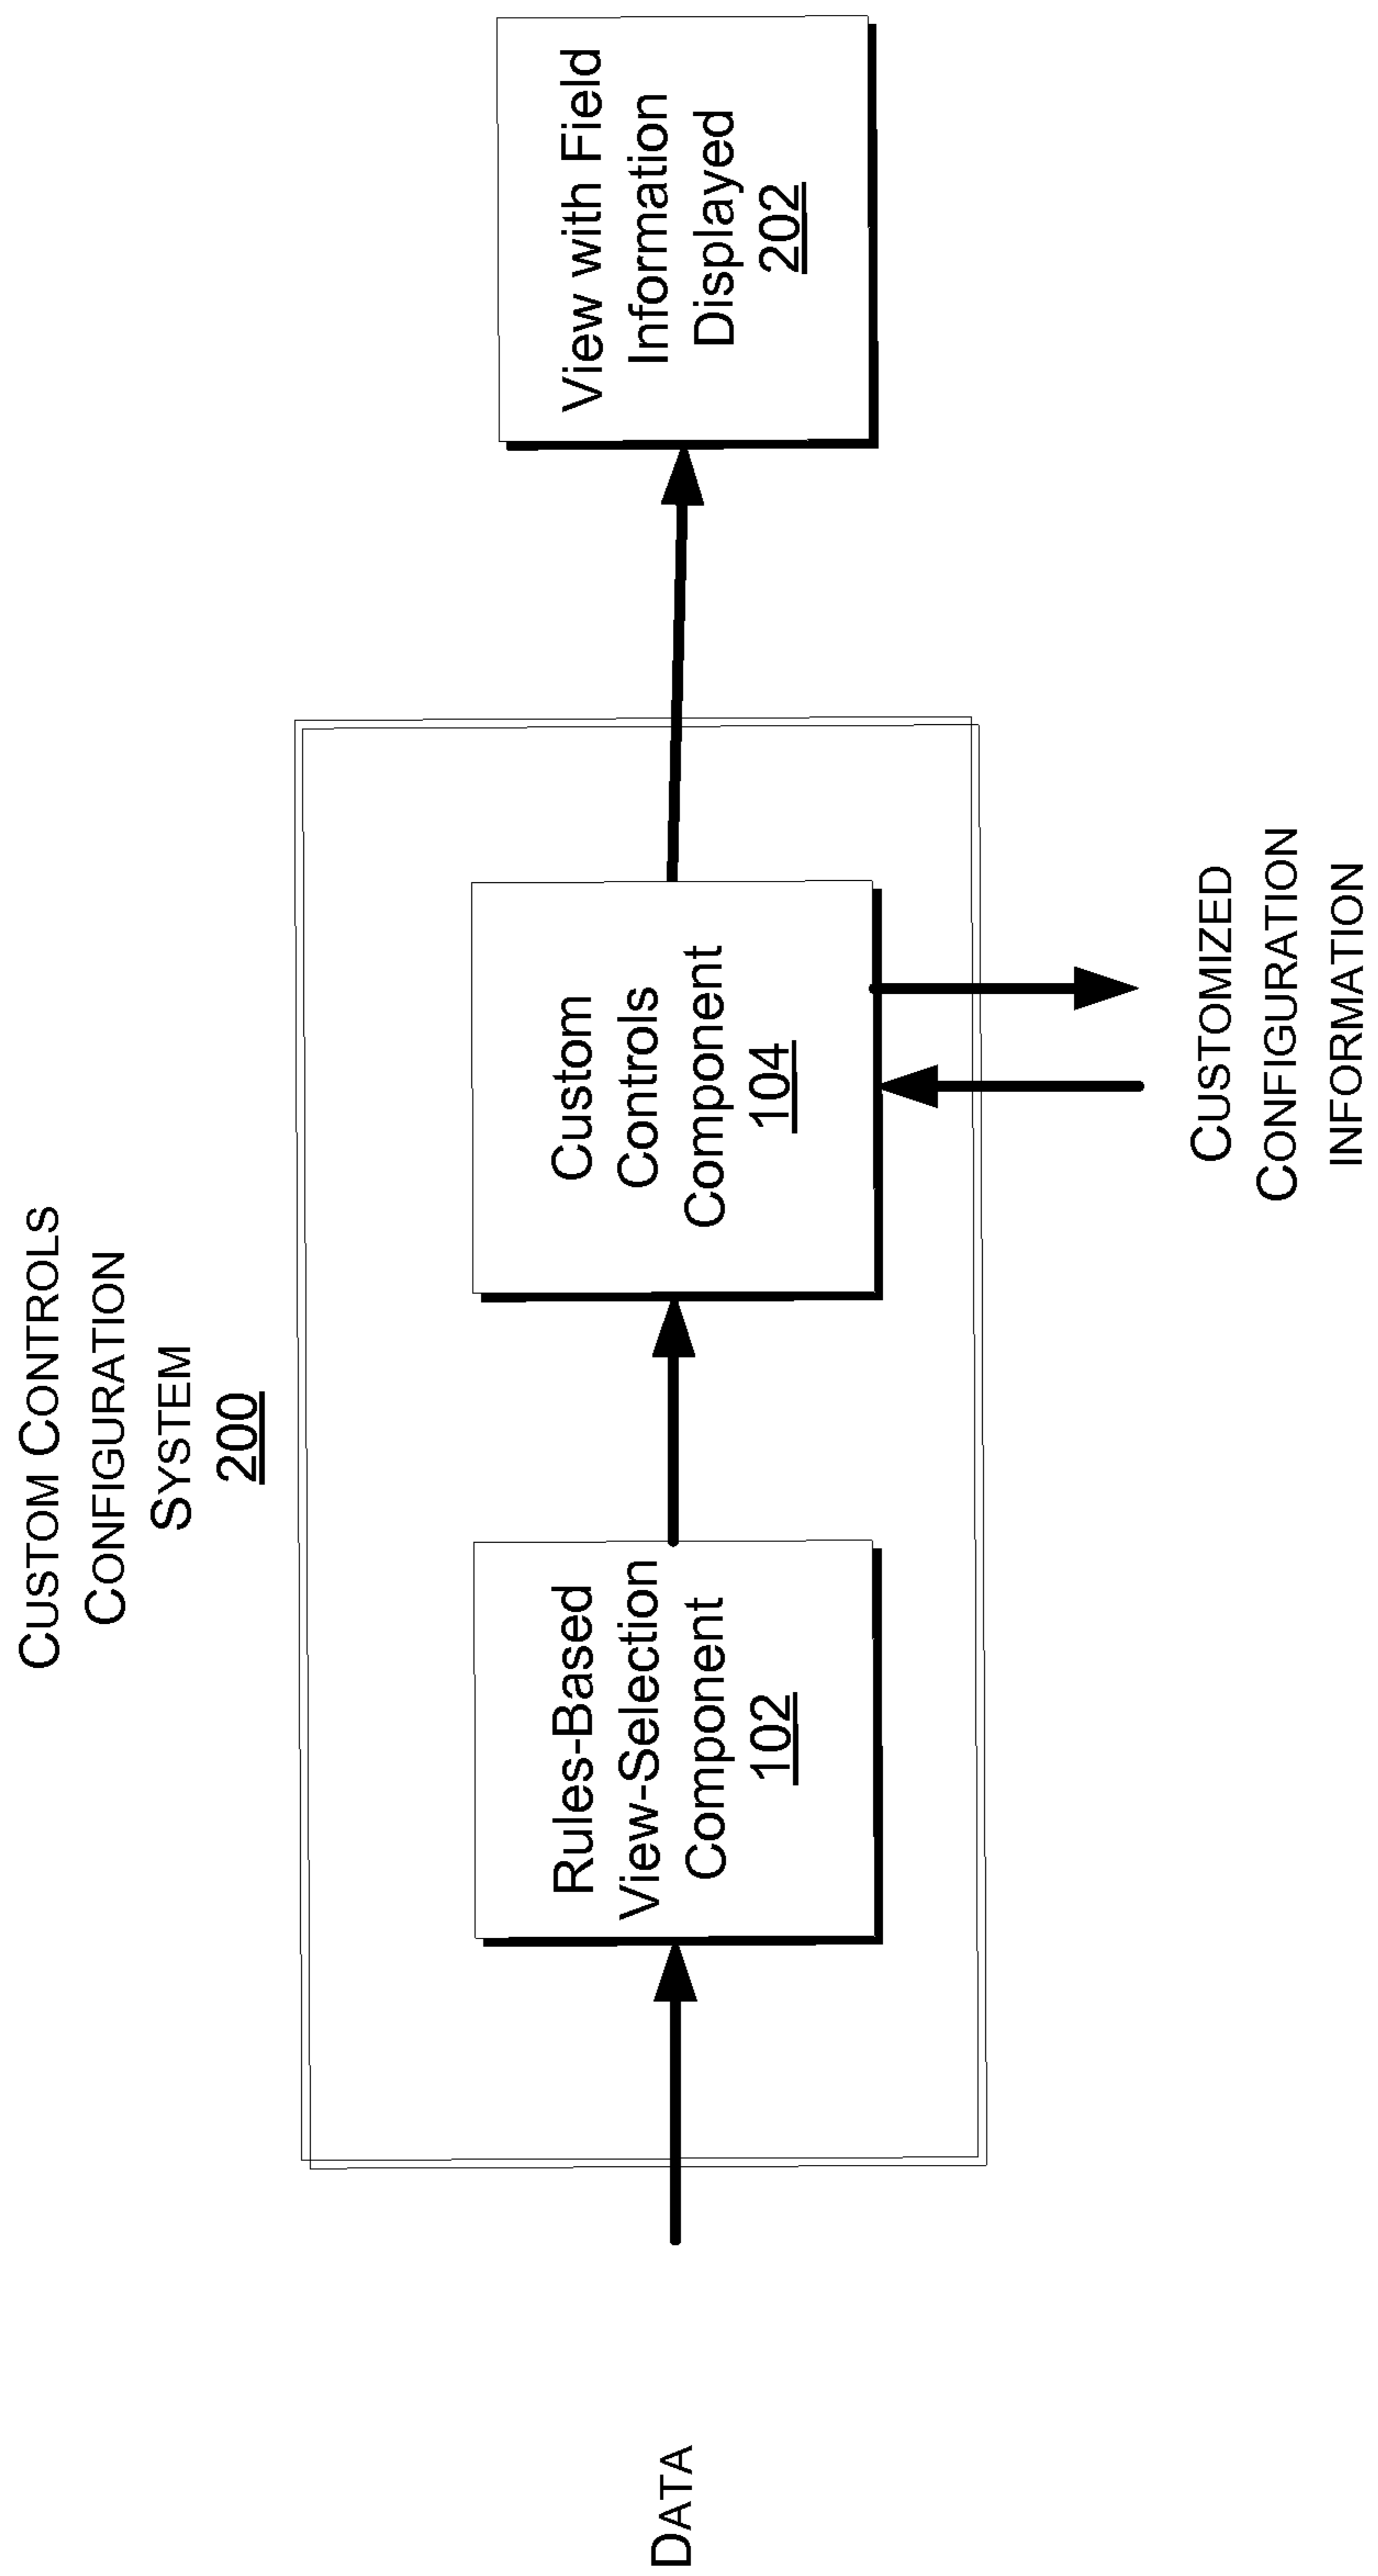 CUSTOM CONTROLS
CONFIGURATION
SYSTEM
200
DATA
Rules-Based
View-Selection
Component
102
Custom
Controls
Component
104
View with Field
Information
Displayed
202
CUSTOMIZED
CONFIGURATION
INFORMATION